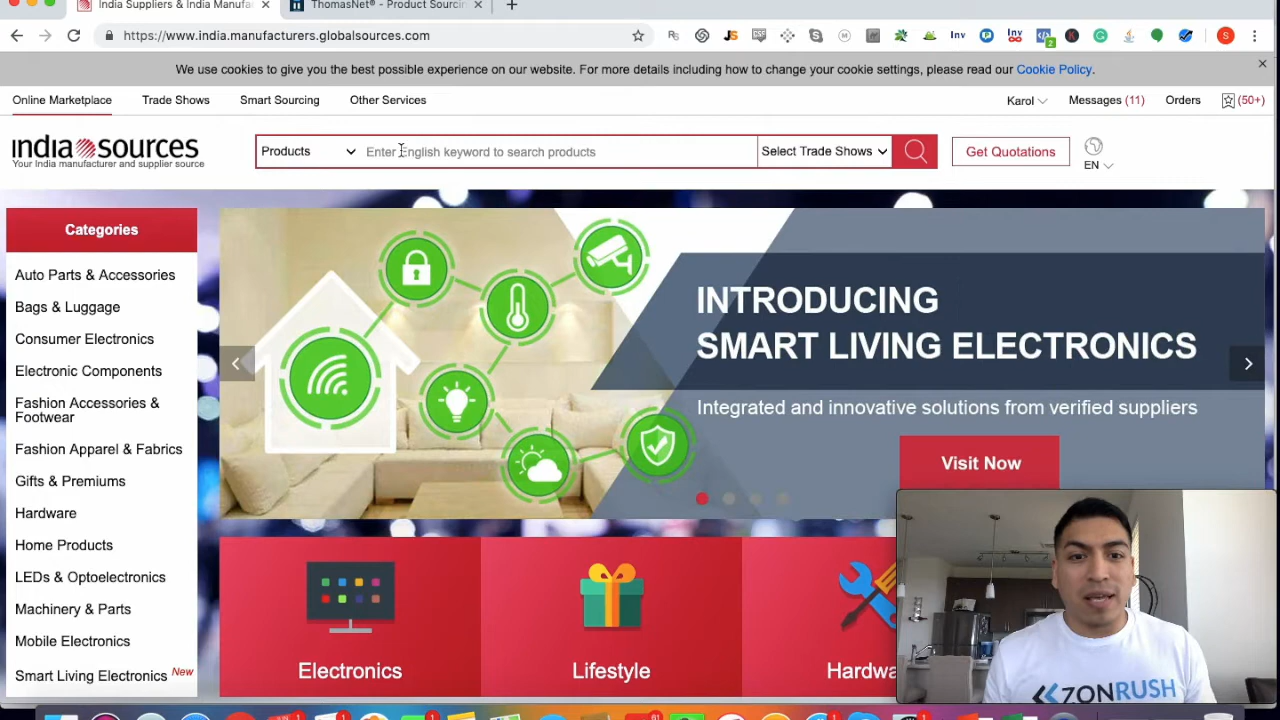 India Suppliers & India Manufa
ThomasNet® - Product Sourcin
https://www.india.manufacturers.globalsources.com
We use cookies to give you the best possible experience on our website. For more details including how to change your cookie settings, please read our Cookie Policy.
Online Marketplace
Trade Shows
Smart Sourcing
Other Services
Karol
Messages (11)
Orders
(50+)
india sources
Your India manufacturer and supplier source
Products
Enter English keyword to search products
Select Trade Shows
Get Quotations
EN
Categories
Auto Parts & Accessories
Bags & Luggage
Consumer Electronics
Electronic Components
Fashion Accessories &
Footwear
Fashion Apparel & Fabrics
Gifts & Premiums
Hardware
Home Products
LEDs & Optoelectronics
Machinery & Parts
Mobile Electronics
Smart Living Electronics New
INTRODUCING
SMART LIVING ELECTRONICS
Integrated and innovative solutions from verified suppliers
Visit Now
Electronics
Lifestyle
Hardwa
ZONRUSH